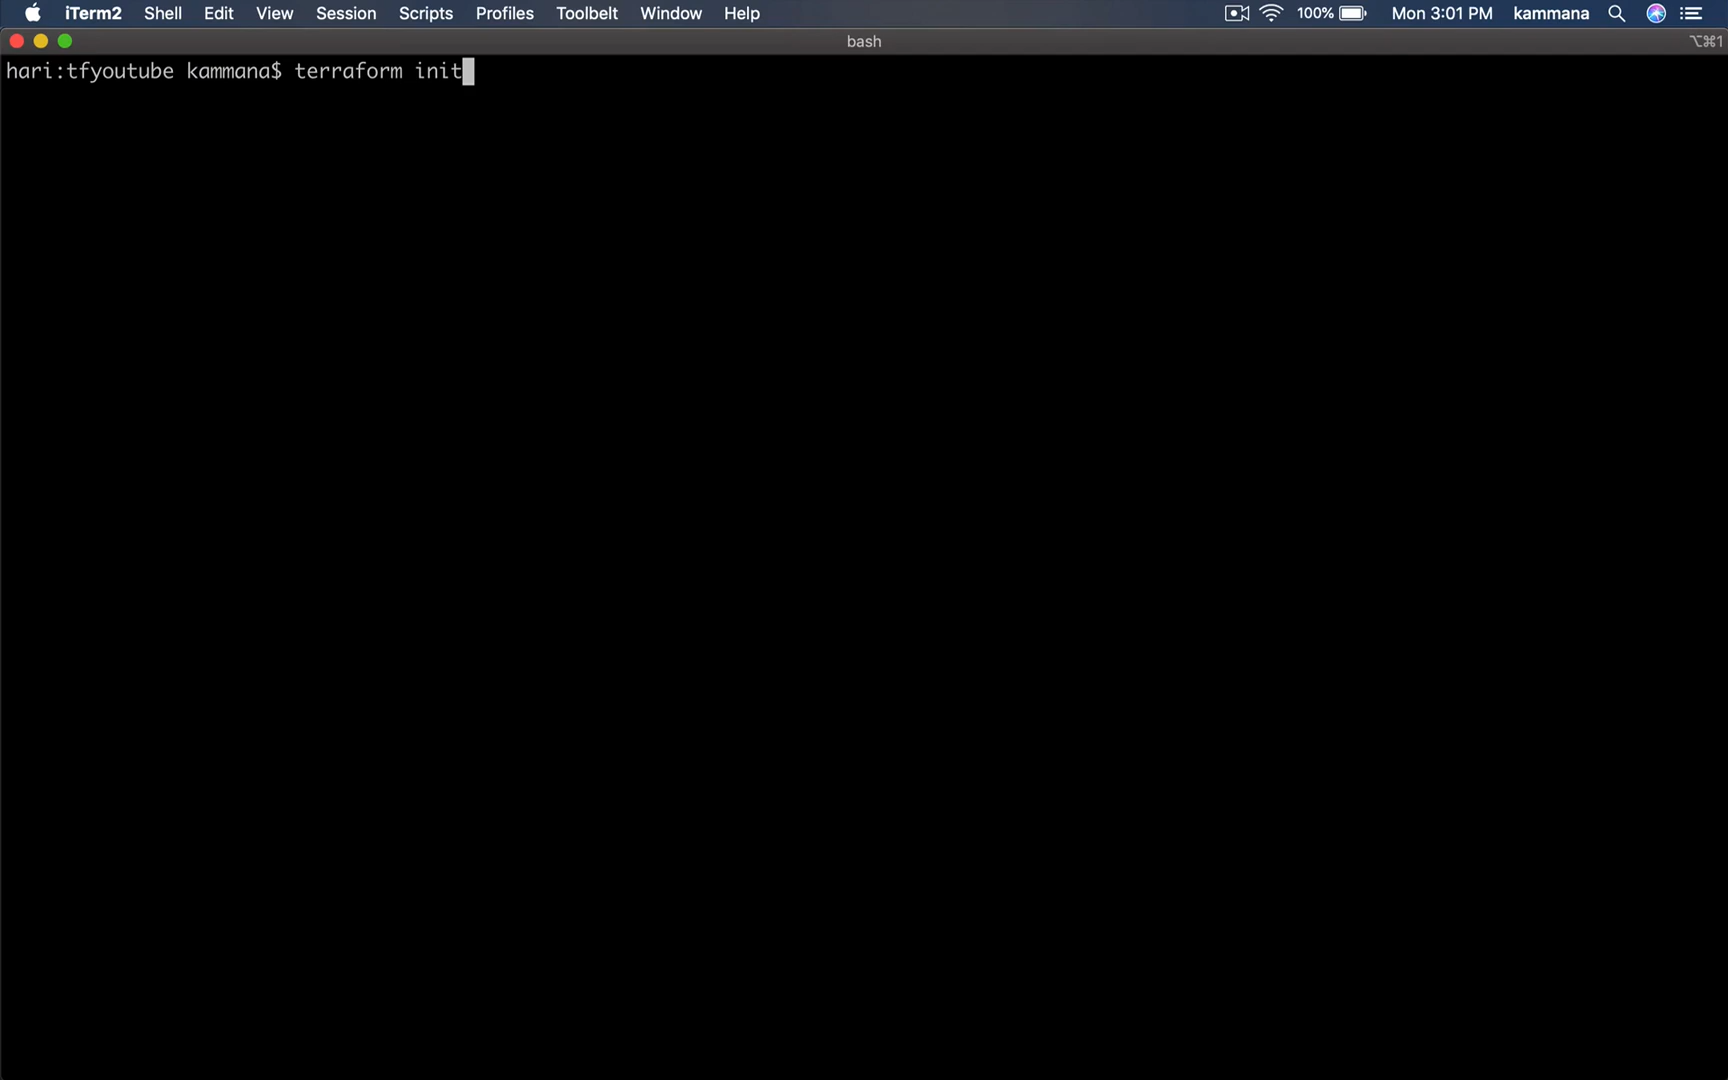 iTerm2 Shell Edit View Session Scripts Profiles Toolbelt Window Help 100% Mon 3:01 PM kammana
bash ⌥⌘1
hari:tfyoutube kammana$ terraform init